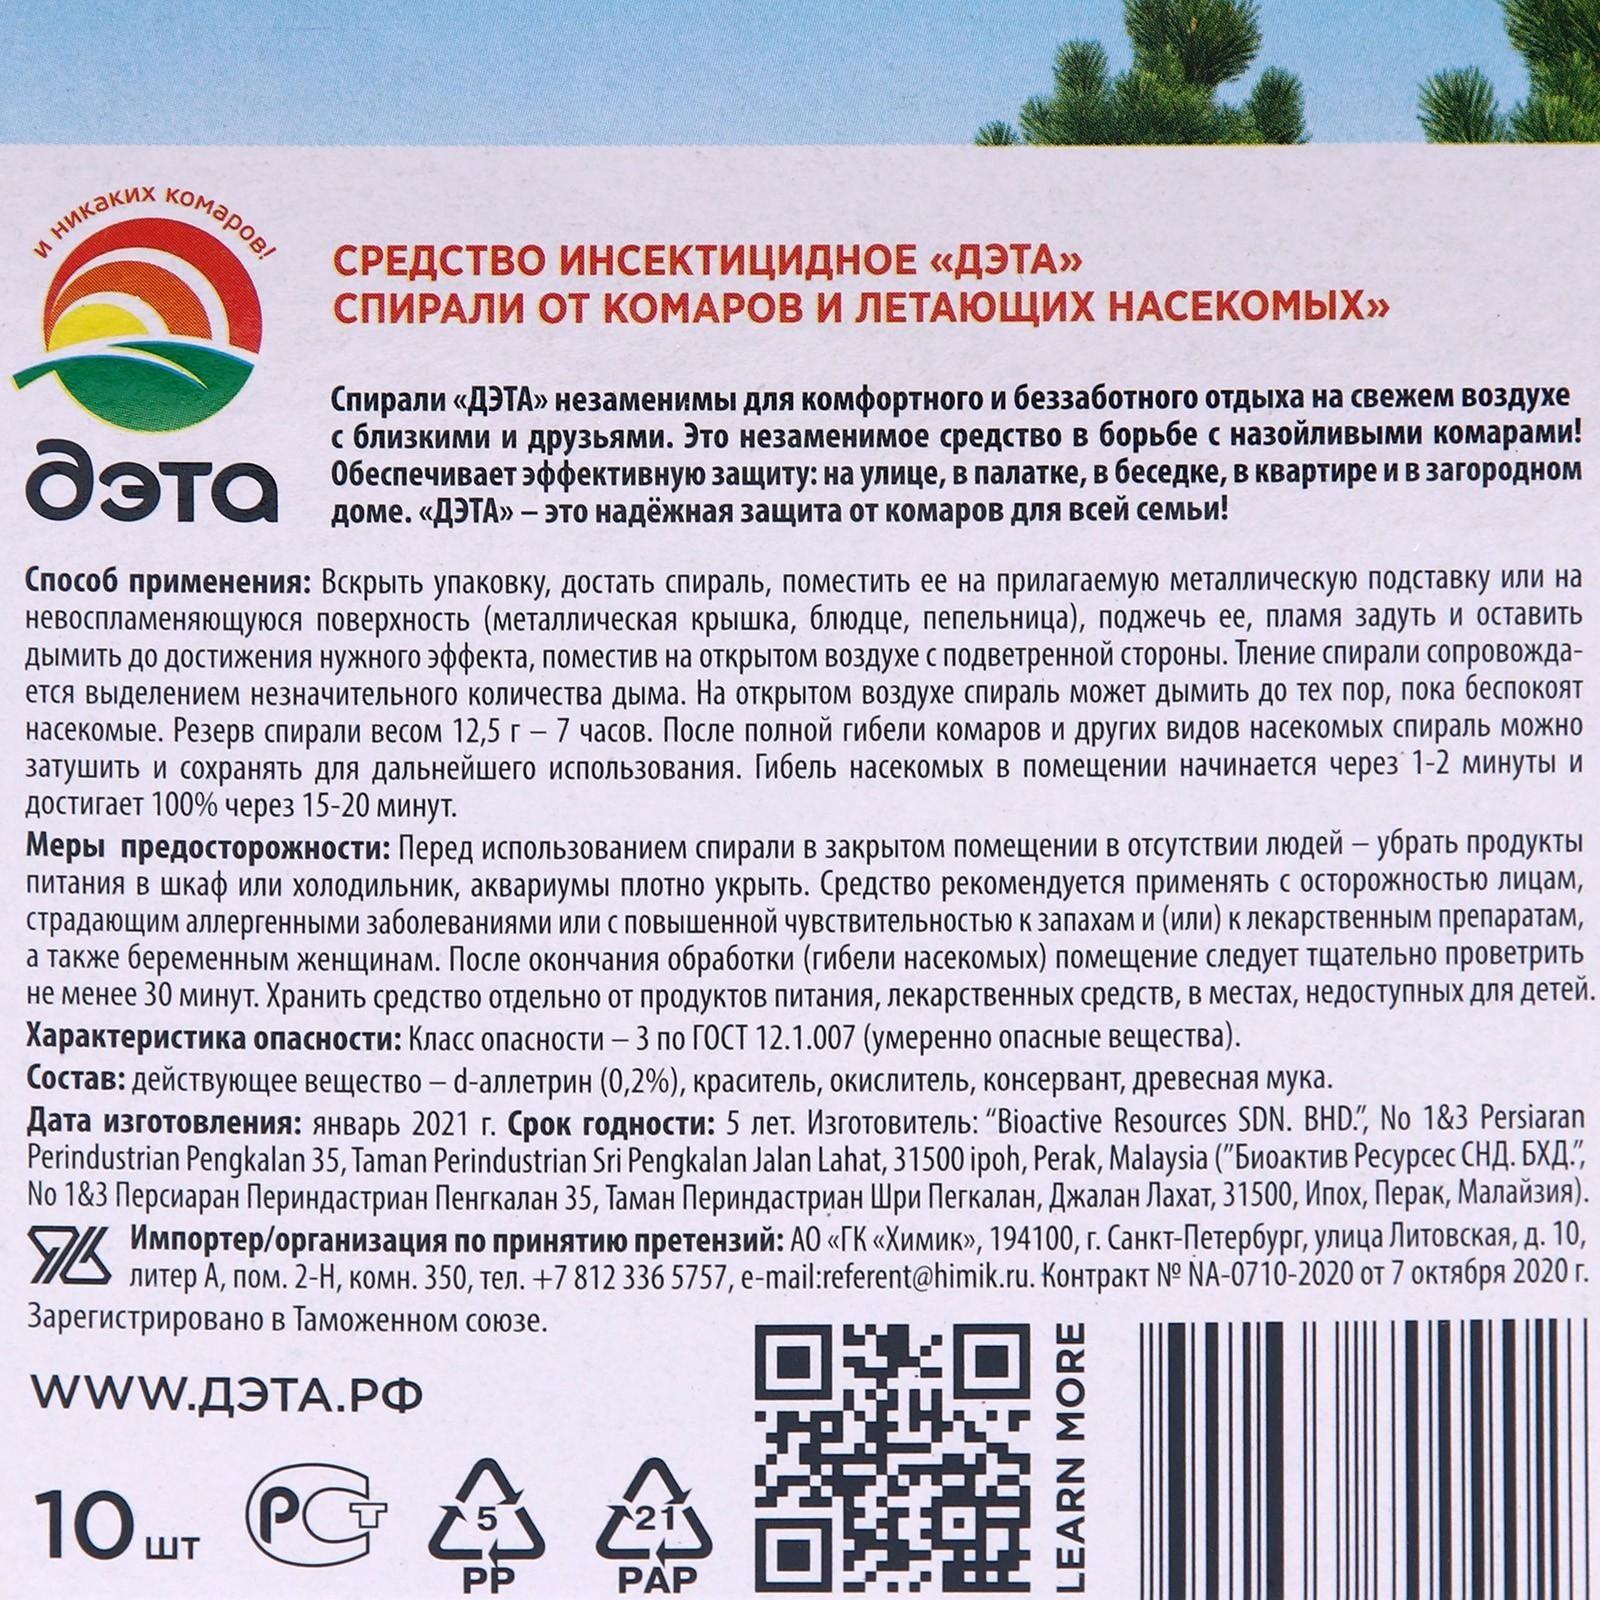 и никаких комаров!
дэта
СРЕДСТВО ИНСЕКТИЦИДНОЕ «ДЭТА»
СПИРАЛИ ОТ КОМАРОВ И ЛЕТАЮЩИХ НАСЕКОМЫХ»
Спирали «ДЭТА» незаменимы для комфортного и беззаботного отдыха на свежем воздухе
с близкими и друзьями. Это незаменимое средство в борьбе с назойливыми комарами!
Обеспечивает эффективную защиту: на улице, в палатке, в беседке, в квартире и в загородном
доме. «ДЭТА» – это надёжная защита от комаров для всей семьи!
Способ применения: Вскрыть упаковку, достать спираль, поместить ее на прилагаемую металлическую подставку или на
невоспламеняющуюся поверхность (металлическая крышка, блюдце, пепельница), поджечь ее, пламя задуть и оставить
дымить до достижения нужного эффекта, поместив на открытом воздухе с подветренной стороны. Тление спирали сопровожда-
ется выделением незначительного количества дыма. На открытом воздухе спираль может дымить до тех пор, пока беспокоят
насекомые. Резерв спирали весом 12,5 г – 7 часов. После полной гибели комаров и других видов насекомых спираль можно
затушить и сохранять для дальнейшего использования. Гибель насекомых в помещении начинается через 1-2 минуты и
достигает 100% через 15-20 минут.
Меры предосторожности: Перед использованием спирали в закрытом помещении в отсутствии людей – убрать продукты
питания в шкаф или холодильник, аквариумы плотно укрыть. Средство рекомендуется применять с осторожностью лицам,
страдающим аллергенными заболеваниями или с повышенной чувствительностью к запахам и (или) к лекарственным препаратам,
а также беременным женщинам. После окончания обработки (гибели насекомых) помещение следует тщательно проветрить
не менее 30 минут. Хранить средство отдельно от продуктов питания, лекарственных средств, в местах, недоступных для детей.
Характеристика опасности: Класс опасности – 3 по ГОСТ 12.1.007 (умеренно опасные вещества).
Состав: действующее вещество – d-аллетрин (0,2%), краситель, окислитель, консервант, древесная мука.
Дата изготовления: январь 2021 г. Срок годности: 5 лет. Изготовитель: “Bioactive Resources SDN. BHD.”, No 1&3 Persiaran
Perindustrian Pengkalan 35, Taman Perindustrian Sri Pengkalan Jalan Lahat, 31500 ipoh, Perak, Malaysia ("Биоактив Ресурсес СНД. БХД.”,
No 1&3 Персиаран Периндастриан Пенгкалан 35, Таман Периндастриан Шри Пегкалан, Джалан Лахат, 31500, Ипох, Перак, Малайзия).
Импортер/организация по принятию претензий: АО «ГК «Химик», 194100, г. Санкт-Петербург, улица Литовская, д. 10,
литер А, пом. 2-Н, комн. 350, тел. +7 812 336 5757, e-mail:referent@himik.ru. Контракт № NA-0710-2020 от 7 октября 2020 г.
Зарегистрировано в Таможенном союзе.
WWW.ДЭТА.РФ
10 шт
РСТ
5
PP
21
PAP
LEARN MORE